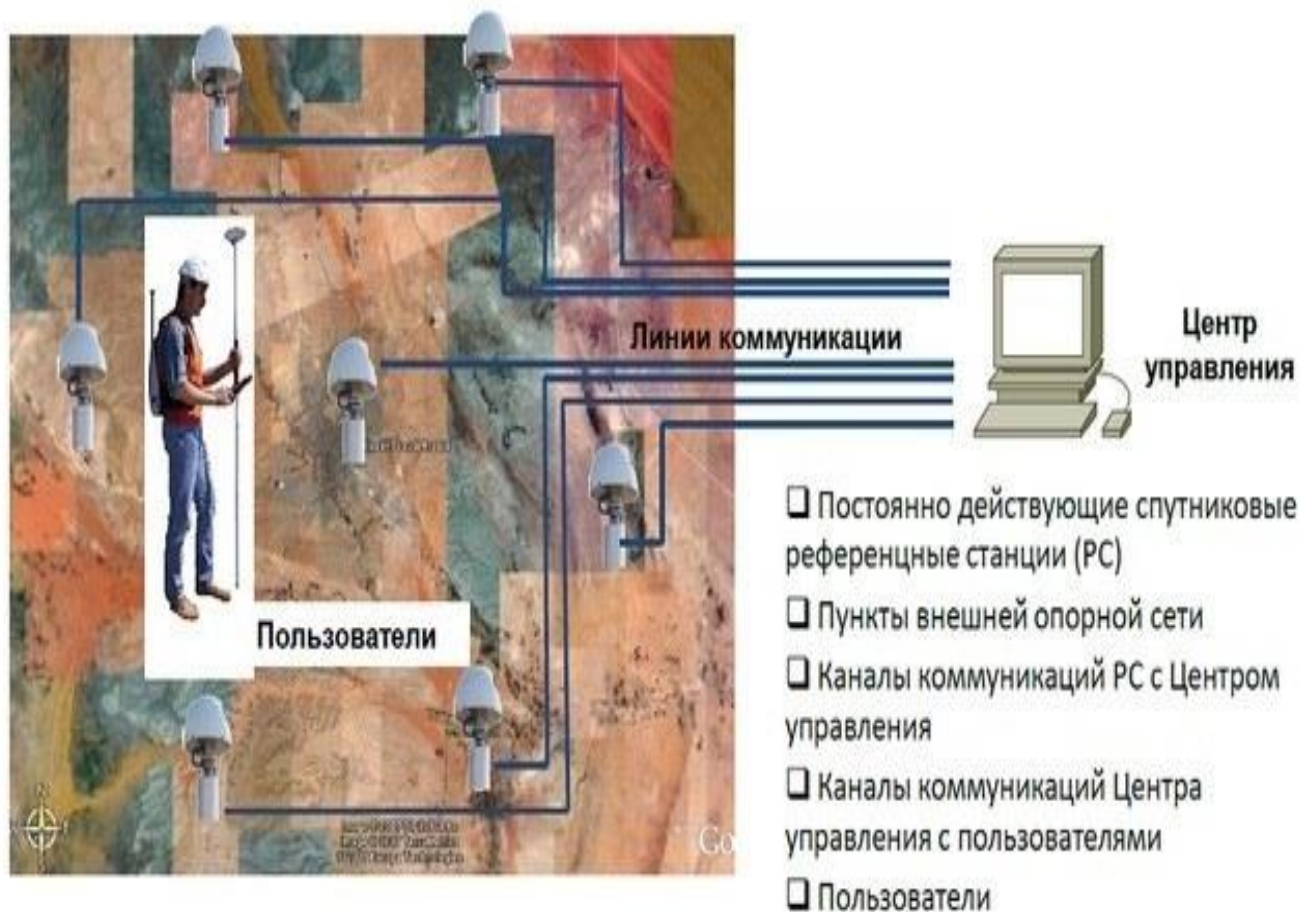 Линии коммуникации
Центр
управления
Пользователи
❑ Постоянно действующие спутниковые
референцные станции (РС)
❑ Пункты внешней опорной сети
❑ Каналы коммуникаций РС с Центром
управления
❑ Каналы коммуникаций Центра
управления с пользователями
❑ Пользователи
N
Go